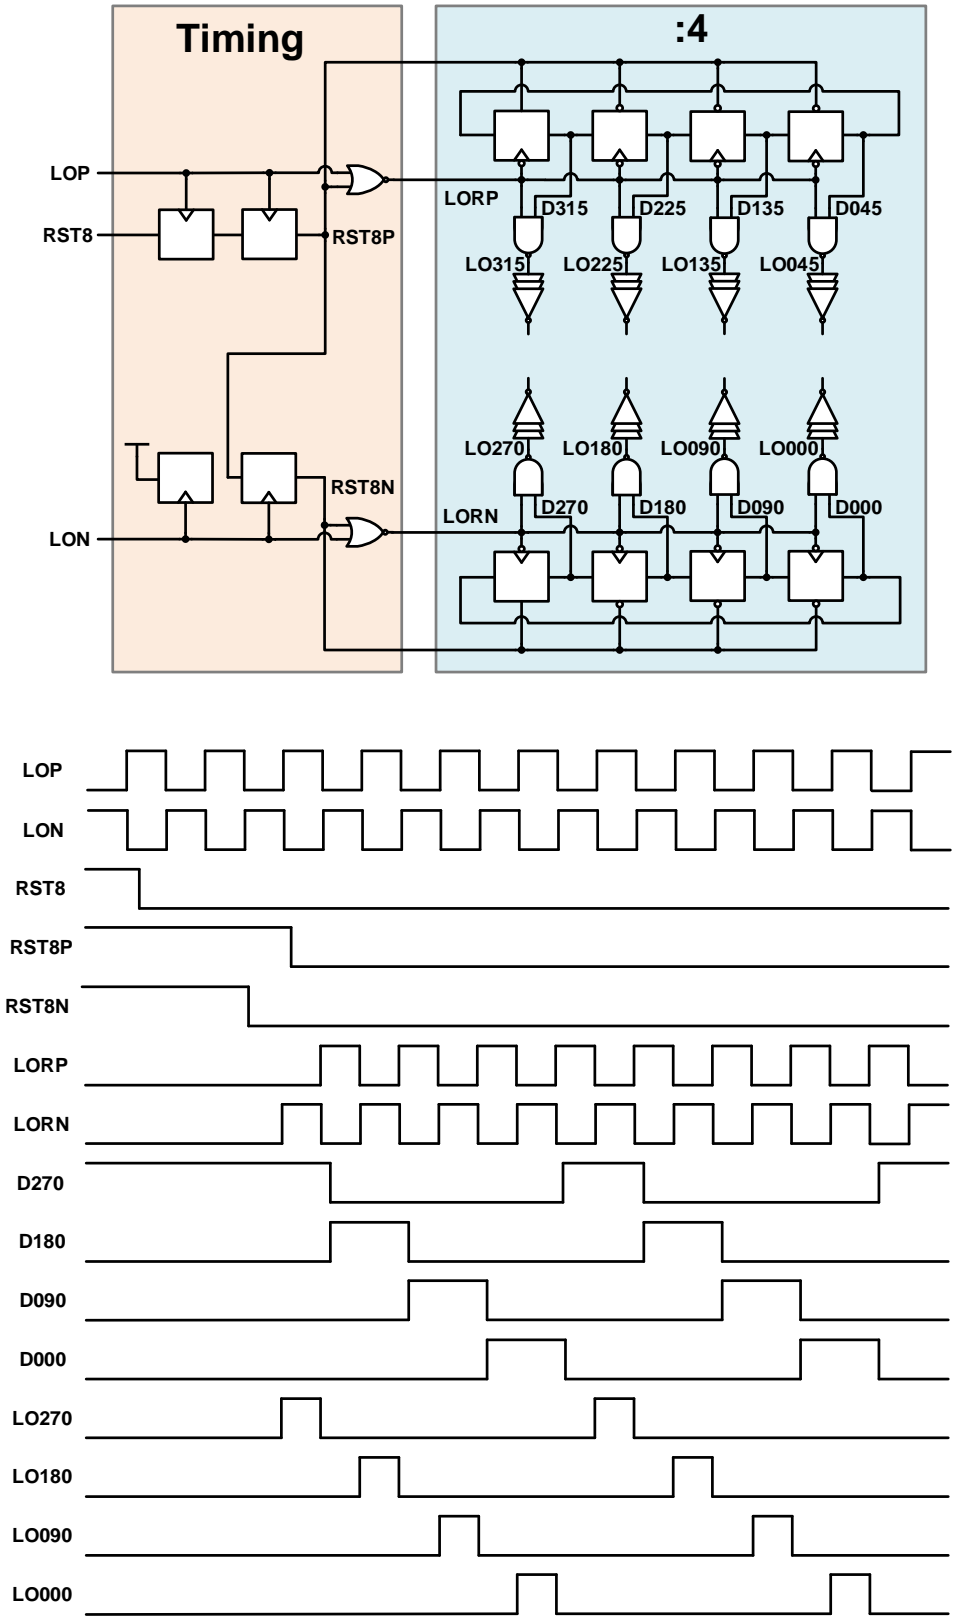 Timing
:4
LOP
LORP
RST8
RST8P
D315 D225 D135 D045
LO315 LO225 LO135 LO045
LO270 LO180 LO090 LO000
RST8N
D270 D180 D090 D000
LORN
LON
LOP
LON
RST8
RST8P
RST8N
LORP
LORN
D270
D180
D090
D000
LO270
LO180
LO090
LO000